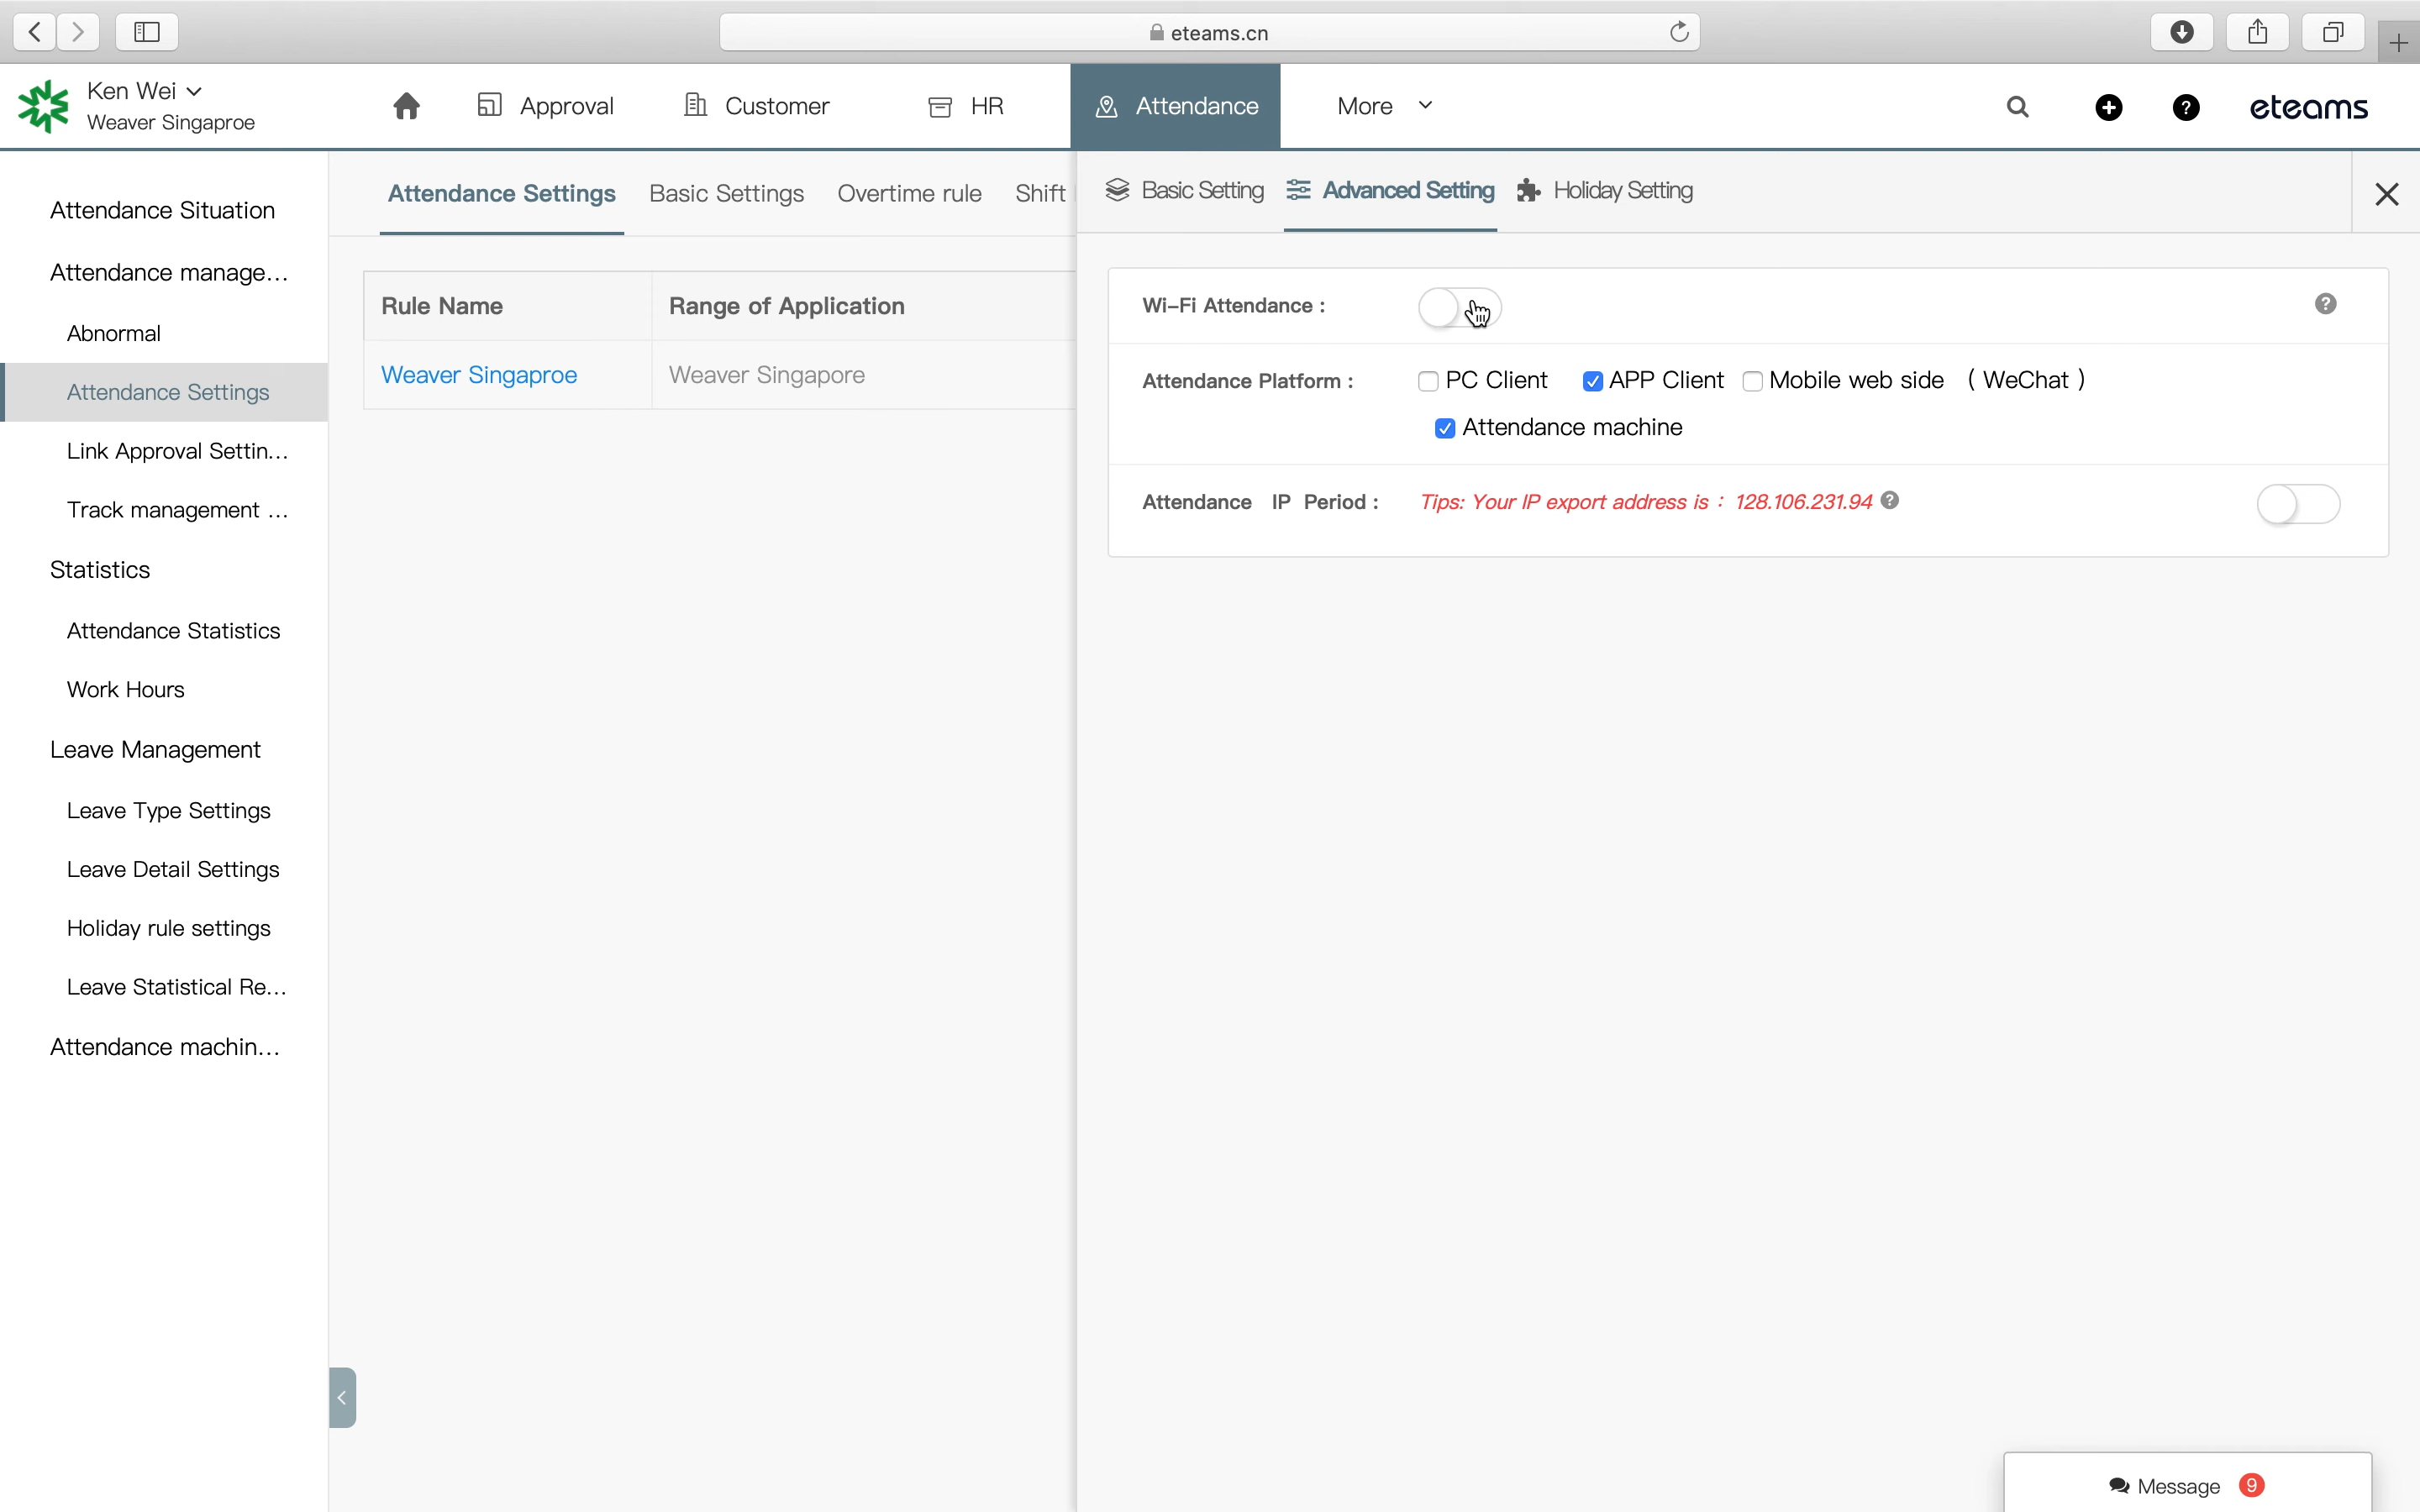 eteams.cn
Ken Wei
Weaver Singaproe
Approval
Customer
HR
Attendance
More
eteams
Attendance Situation
Attendance manage...
Abnormal
Attendance Settings
Link Approval Settin...
Track management ...
Statistics
Attendance Statistics
Work Hours
Leave Management
Leave Type Settings
Leave Detail Settings
Holiday rule settings
Leave Statistical Re...
Attendance machin...
Attendance Settings Basic Settings Overtime rule Shift
Rule Name Range of Application
Weaver Singaproe Weaver Singapore
Basic Setting Advanced Setting Holiday Setting
Wi-Fi Attendance :
Attendance Platform : PC Client APP Client Mobile web side ( WeChat )
Attendance machine
Attendance IP Period : Tips: Your IP export address is : 128.106.231.94
Message 9